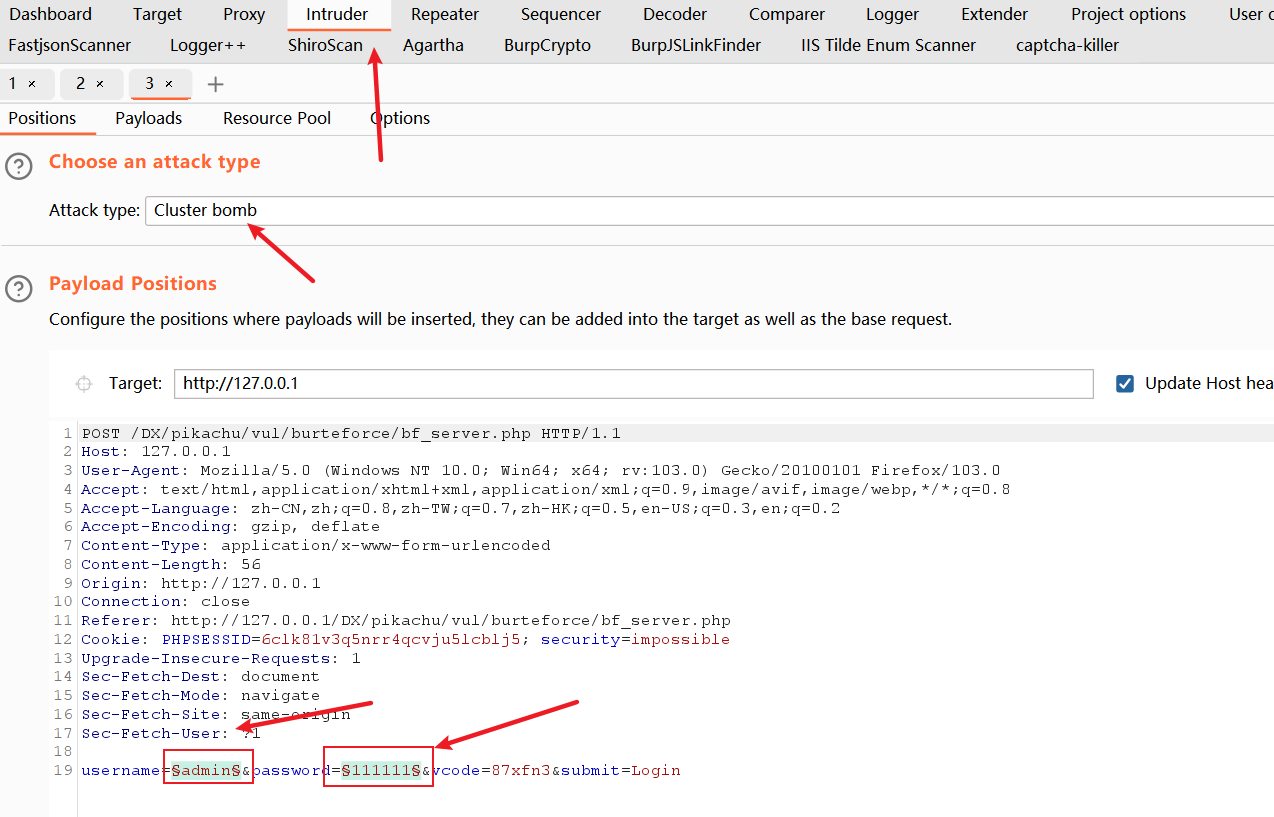 Dashboard Target Proxy Intruder Repeater Sequencer Decoder Comparer Logger Extender Project options User
FastjsonScanner Logger++ ShiroScan Agartha BurpCrypto BurpJSLinkFinder IIS Tilde Enum Scanner captcha-killer
1 × 2 × 3 × +
Positions Payloads Resource Pool Options
? Choose an attack type
Attack type: Cluster bomb
? Payload Positions
Configure the positions where payloads will be inserted, they can be added into the target as well as the base request.
Target: http://127.0.0.1 Update Host hea
1 POST /DX/pikachu/vul/burteforce/bf_server.php HTTP/1.1
2 Host: 127.0.0.1
3 User-Agent: Mozilla/5.0 (Windows NT 10.0; Win64; x64; rv:103.0) Gecko/20100101 Firefox/103.0
4 Accept: text/html,application/xhtml+xml,application/xml;q=0.9,image/avif,image/webp,*/*;q=0.8
5 Accept-Language: zh-CN,zh;q=0.8,zh-TW;q=0.7,zh-HK;q=0.5,en-US;q=0.3,en;q=0.2
6 Accept-Encoding: gzip, deflate
7 Content-Type: application/x-www-form-urlencoded
8 Content-Length: 56
9 Origin: http://127.0.0.1
10 Connection: close
11 Referer: http://127.0.0.1/DX/pikachu/vul/burteforce/bf_server.php
12 Cookie: PHPSESSID=6clk81v3q5nrr4qcvju5lcblj5; security=impossible
13 Upgrade-Insecure-Requests: 1
14 Sec-Fetch-Dest: document
15 Sec-Fetch-Mode: navigate
16 Sec-Fetch-Site: same-origin
17 Sec-Fetch-User: ?1
18
19 username=§admin§&password=§111111§&vcode=87xfn3&submit=Login